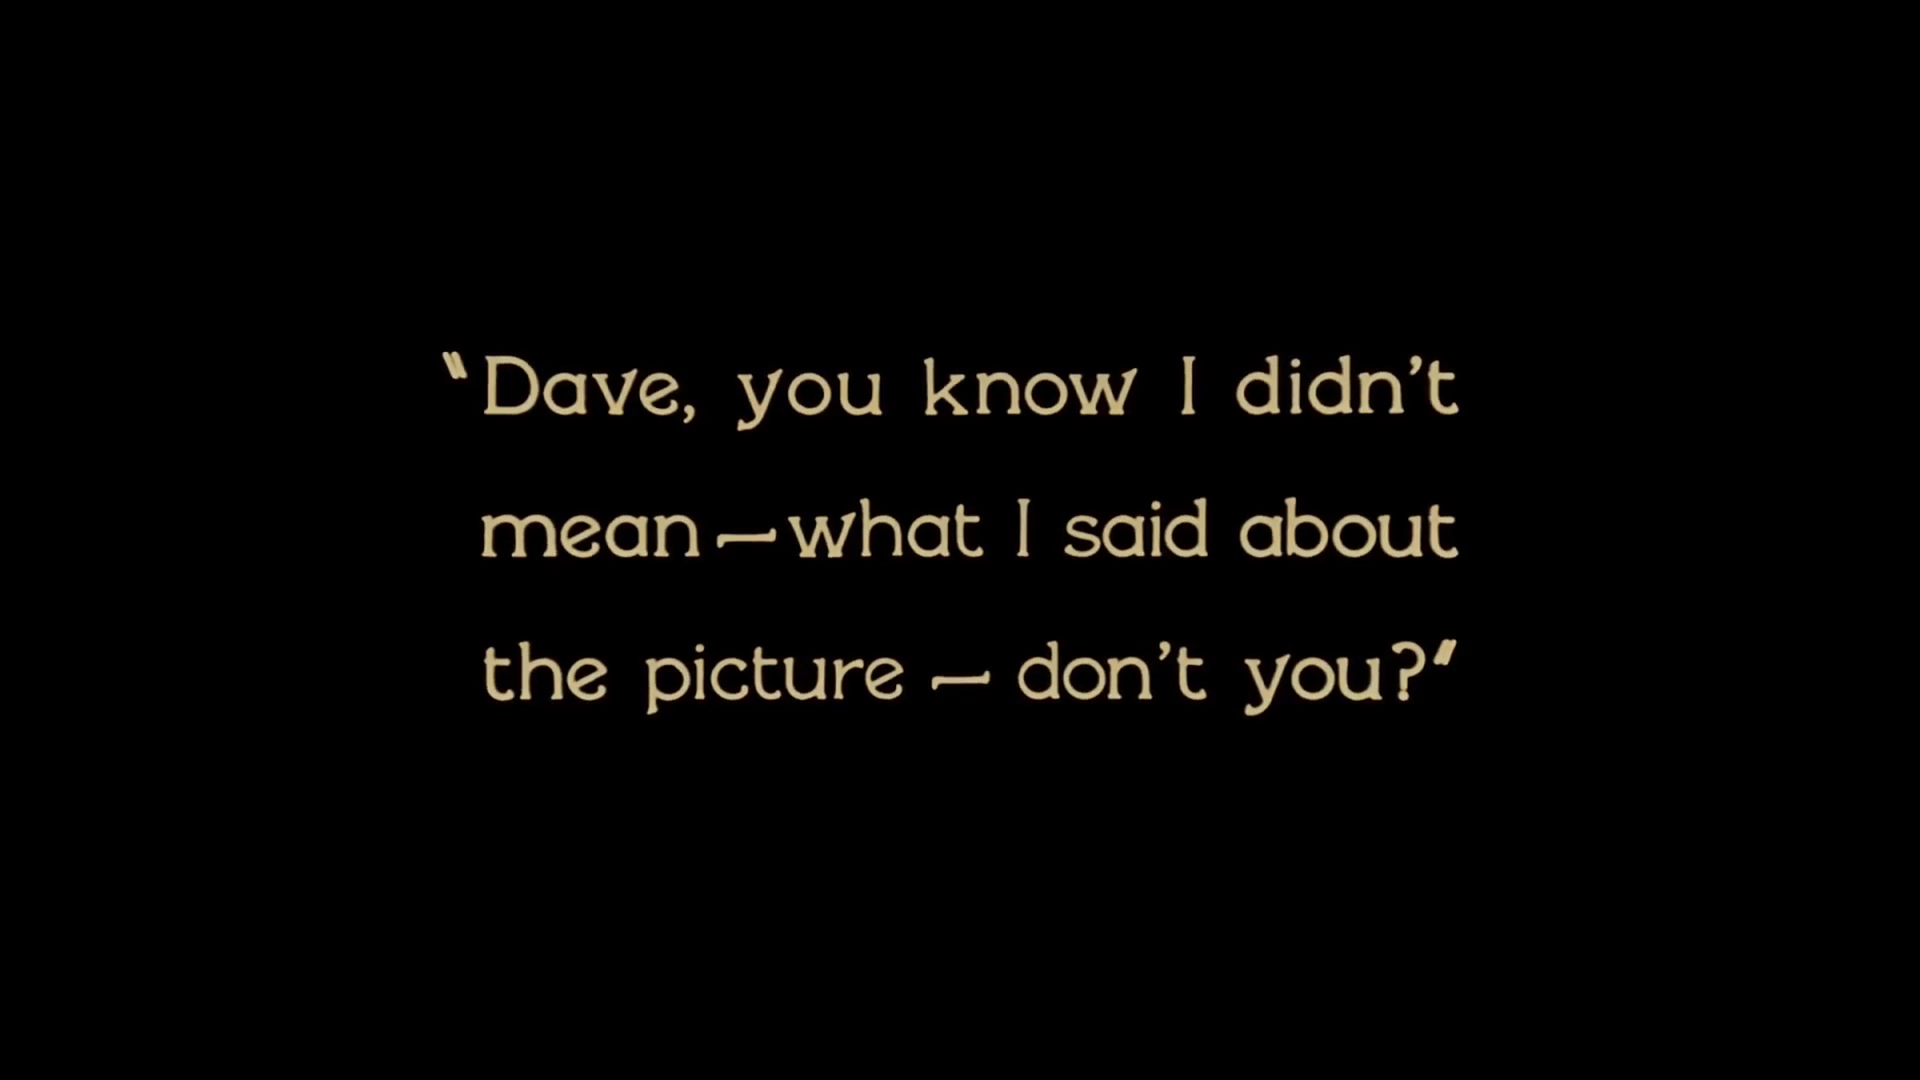 "Dave, you know I didn't
mean—what I said about
the picture — don't you?"